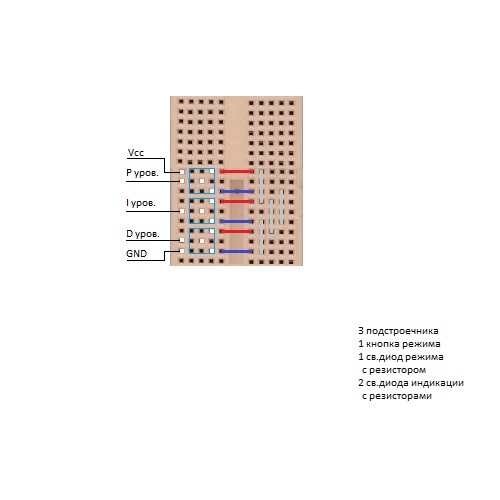 Vcc
P уров.
I уров.
D уров.
GND
3 подстроечника
1 кнопка режима
1 св.диод режима
с резистором
2 св.диода индикации
с резисторами